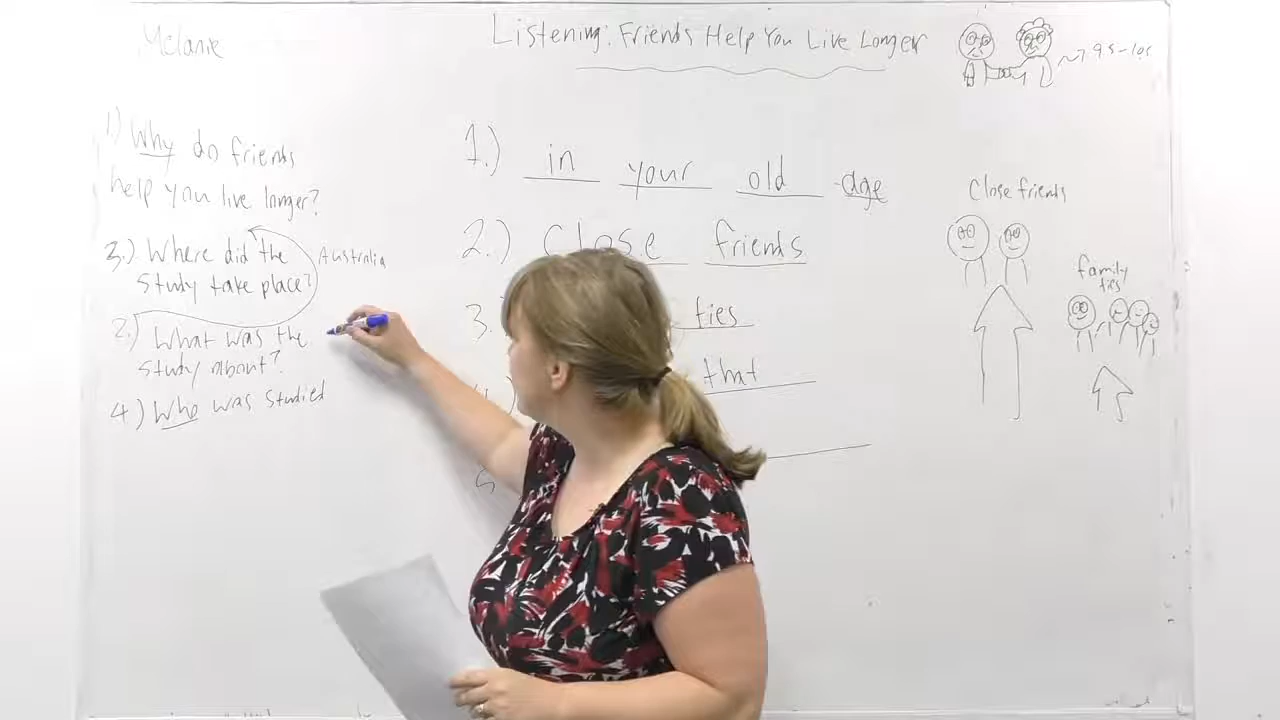 Melanie
Listening: Friends Help You Live Longer
1.) Why do friends
help you live longer?
3.) Where did the
study take place?
Australia
2.) What was the
study about?
4.) Who was studied
1.) in your old age
2.) Close friends
3. ties
that
5
Close friends
family
ties